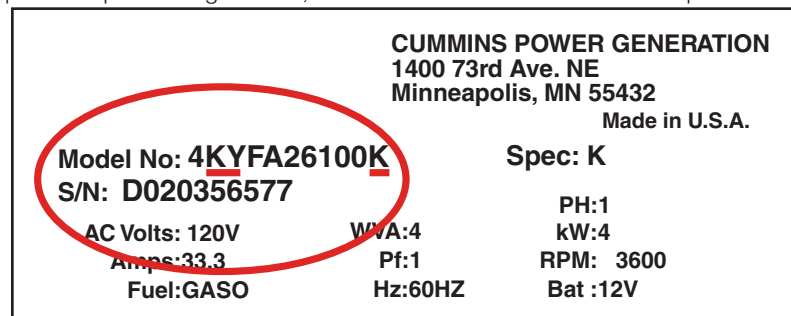 CUMMINS POWER GENERATION
1400 73rd Ave. NE
Minneapolis, MN 55432
Made in U.S.A.
Model No: 4KYFA26100K Spec: K
S/N: D020356577
PH:1
AC Volts: 120V WVA:4 kW:4
Amps:33.3 Pf:1 RPM: 3600
Fuel:GASO Hz:60HZ Bat :12V